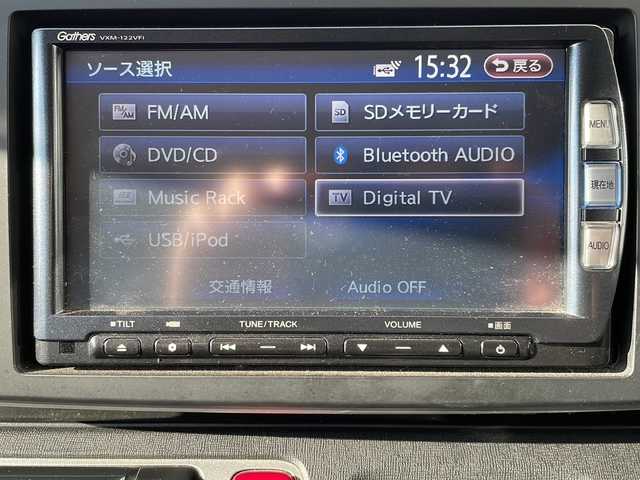 Gathers VXM-122VFi
ソース選択 15:32 戻る
FM/AM SDメモリーカード
DVD/CD Bluetooth AUDIO
Music Rack TV Digital TV
USB/iPod
交通情報 Audio OFF
MENU
現在地
AUDIO
TILT TUNE/TRACK VOLUME 画面